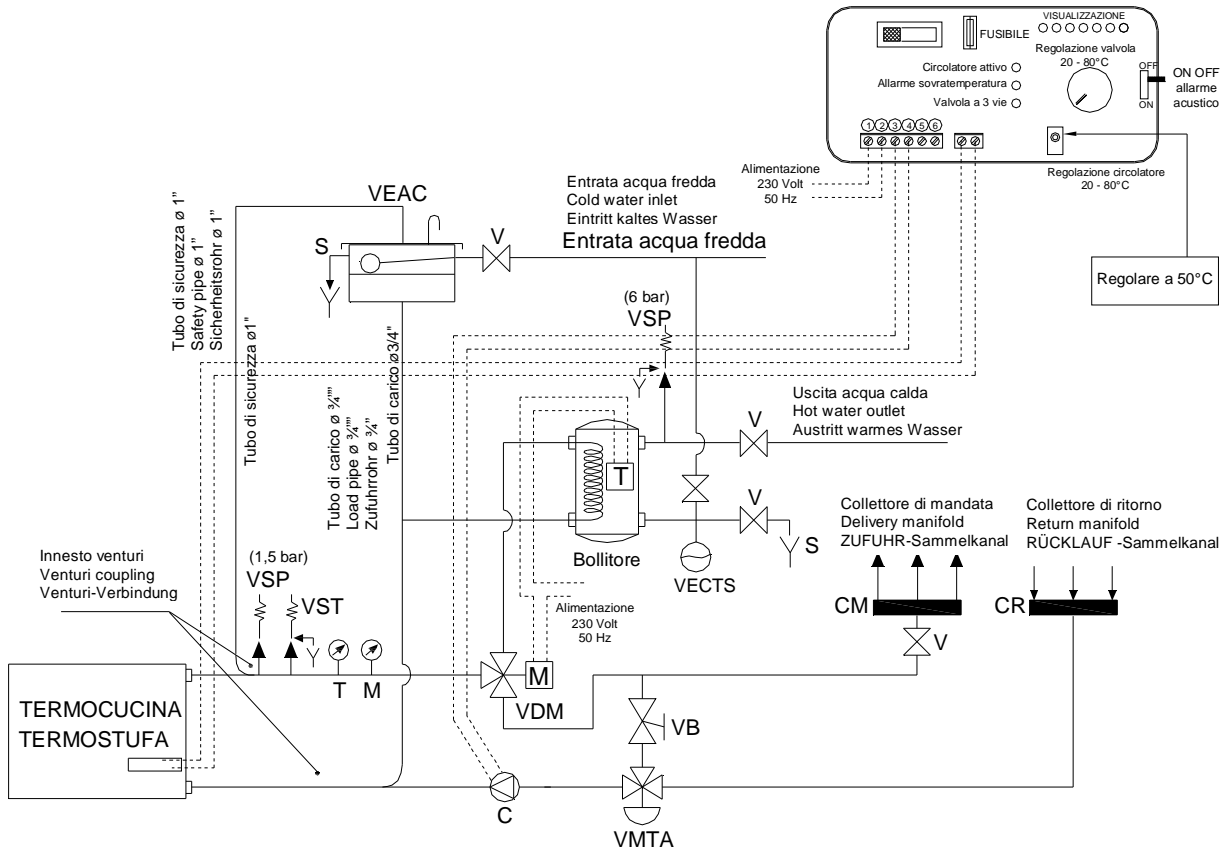 VISUALIZZAZIONE
FUSIBILE
Regolazione valvola
20 - 80°C
OFF
ON
ON OFF
allarme
acustico
Circolatore attivo
Allarme sovratemperatura
Valvola a 3 vie
1 2 3 4 5 6
Alimentazione
230 Volt
50 Hz
Regolazione circolatore
20 - 80°C
Regolare a 50°C
VEAC
S
V
Entrata acqua fredda
Cold water inlet
Eintritt kaltes Wasser
Entrata acqua fredda
Tubo di sicurezza ø 1"
Safety pipe ø 1"
Sicherheitsrohr ø 1"
Tubo di sicurezza ø1"
Tubo di carico ø ¾""
Load pipe ø ¾""
Zufuhrrohr ø ¾"
Tubo di carico ø3/4"
(6 bar)
VSP
Uscita acqua calda
Hot water outlet
Austritt warmes Wasser
V
T
Bollitore
V
S
VECTS
Collettore di mandata
Delivery manifold
ZUFUHR-Sammelkanal
Collettore di ritorno
Return manifold
RÜCKLAUF -Sammelkanal
CM
CR
V
Innesto venturi
Venturi coupling
Venturi-Verbindung
(1,5 bar)
VSP
VST
T
M
Alimentazione
230 Volt
50 Hz
M
VDM
VB
TERMOCUCINA
TERMOSTUFA
C
VMTA